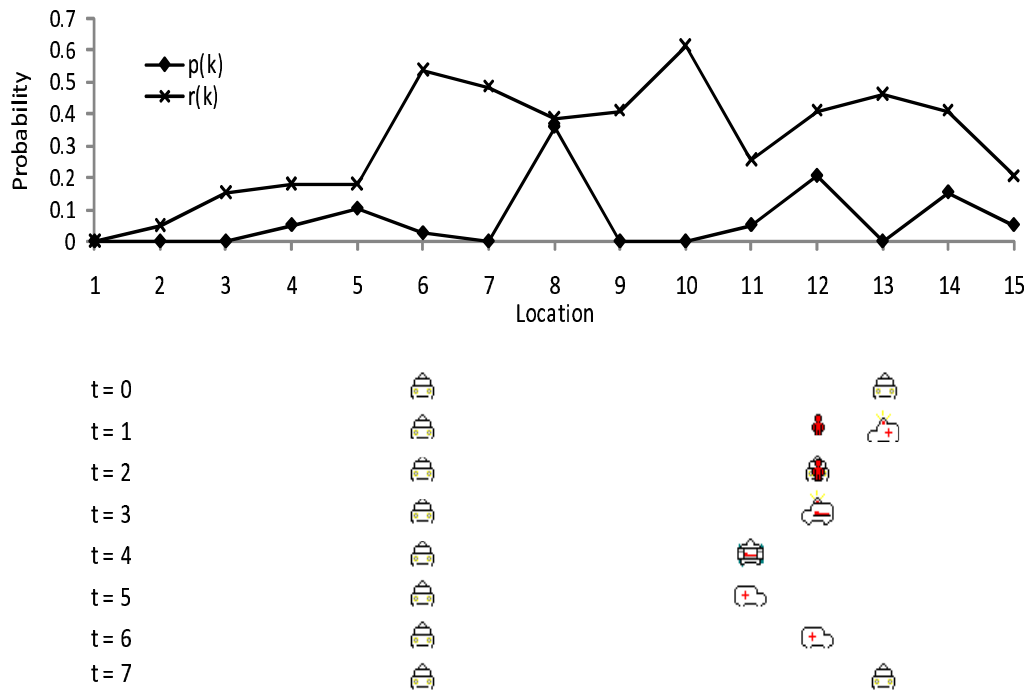 0.7
0.6
0.5
0.4
0.3
0.2
0.1
0
Probability
p(k)
r(k)
1 2 3 4 5 6 7 8 9 10 11 12 13 14 15
Location
t = 0
t = 1
t = 2
t = 3
t = 4
t = 5
t = 6
t = 7